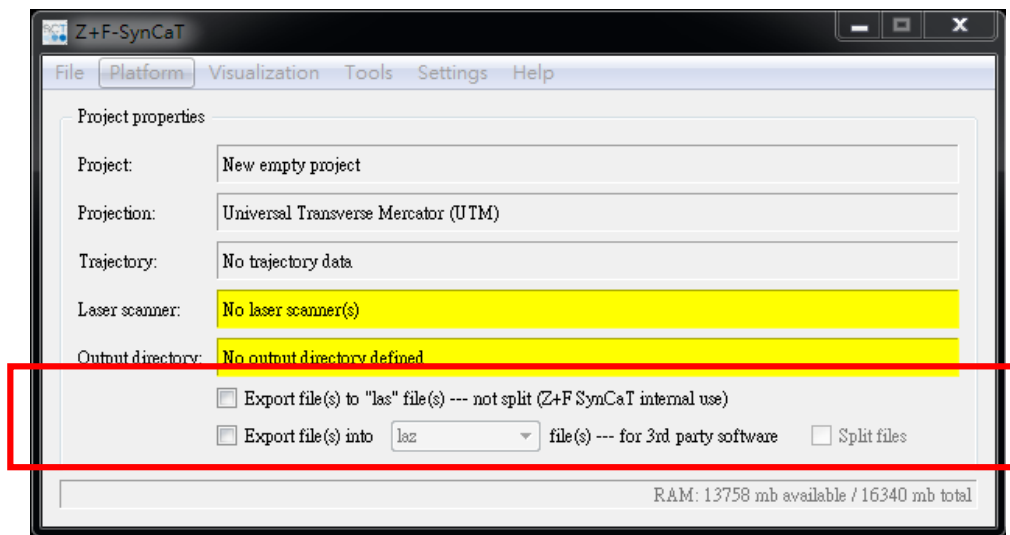 Z+F-SynCaT
File Platform Visualization Tools Settings Help
Project properties
Project: New empty project
Projection: Universal Transverse Mercator (UTM)
Trajectory: No trajectory data
Laser scanner: No laser scanner(s)
Output directory: No output directory defined
Export file(s) to "las" file(s) --- not split (Z+F SynCaT internal use)
Export file(s) into laz file(s) --- for 3rd party software Split files
RAM: 13758 mb available / 16340 mb total